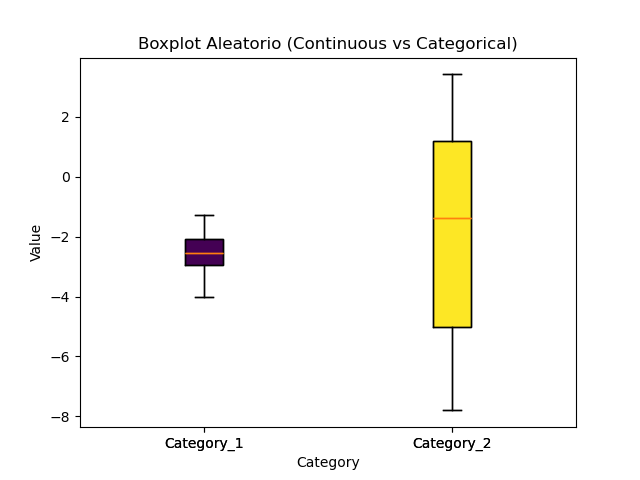 Boxplot Aleatorio (Continuous vs Categorical)
2
0
−2
−4
−6
−8
Value
Category_1
Category_2
Category